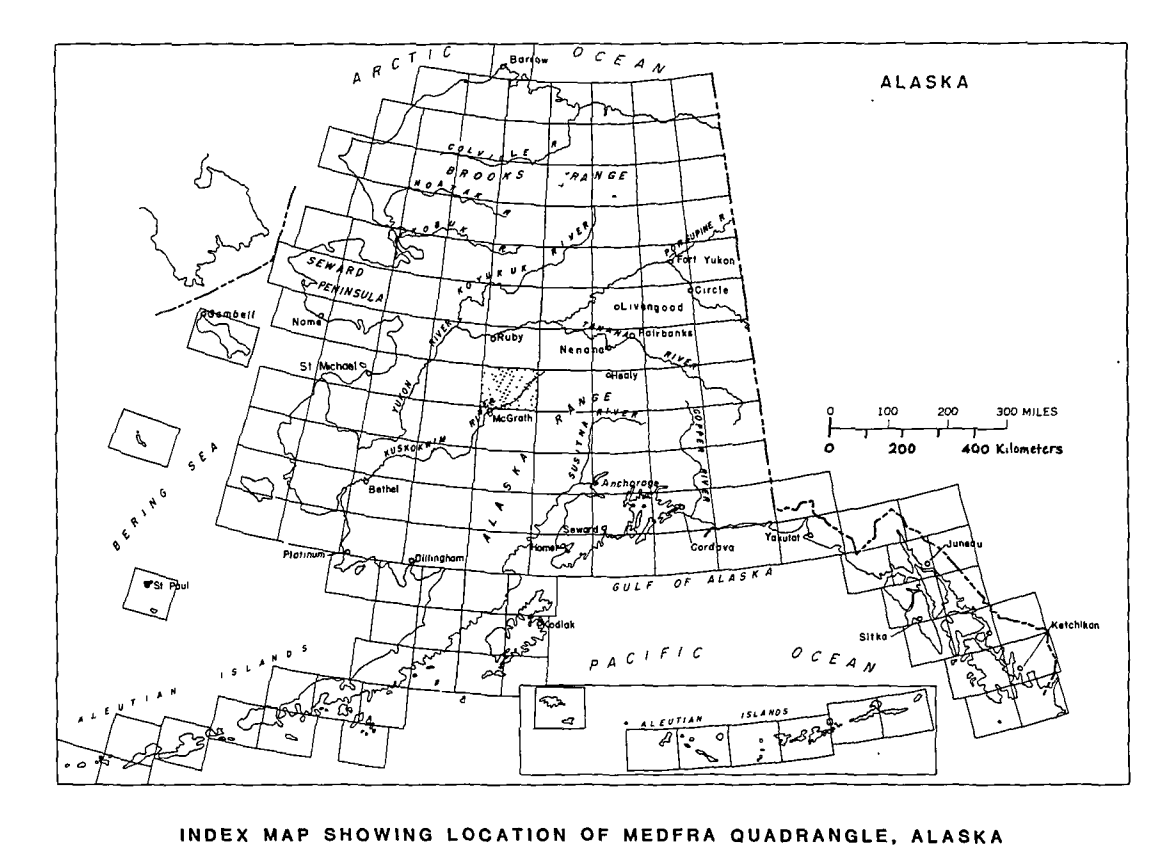 ARCTIC OCEAN
Barrow
ALASKA
COLVILLE R
BROOKS RANGE
NOATAK R
KOBUK R
KOYUKUK RIVER
PORCUPINE R
Fort Yukon
SEWARD
PENINSULA
Circle
Livengood
Gambell
Nome
YUKON RIVER
Ruby
TANANA RIVER
Fairbanks
Nenana
St Michael
Healy
McGrath
KUSKOKWIM RIVER
ALASKA RANGE
SUSITNA RIVER
COPPER RIVER
0 100 200 300 MILES
0 200 400 Kilometers
BERING SEA
Bethel
Anchorage
Seward
Homer
Cordova
Yakutat
Juneau
Platinum
Dillingham
GULF OF ALASKA
St Paul
Kodiak
Sitka
Ketchikan
PACIFIC OCEAN
ALEUTIAN ISLANDS
ALEUTIAN ISLANDS
INDEX MAP SHOWING LOCATION OF MEDFRA QUADRANGLE, ALASKA